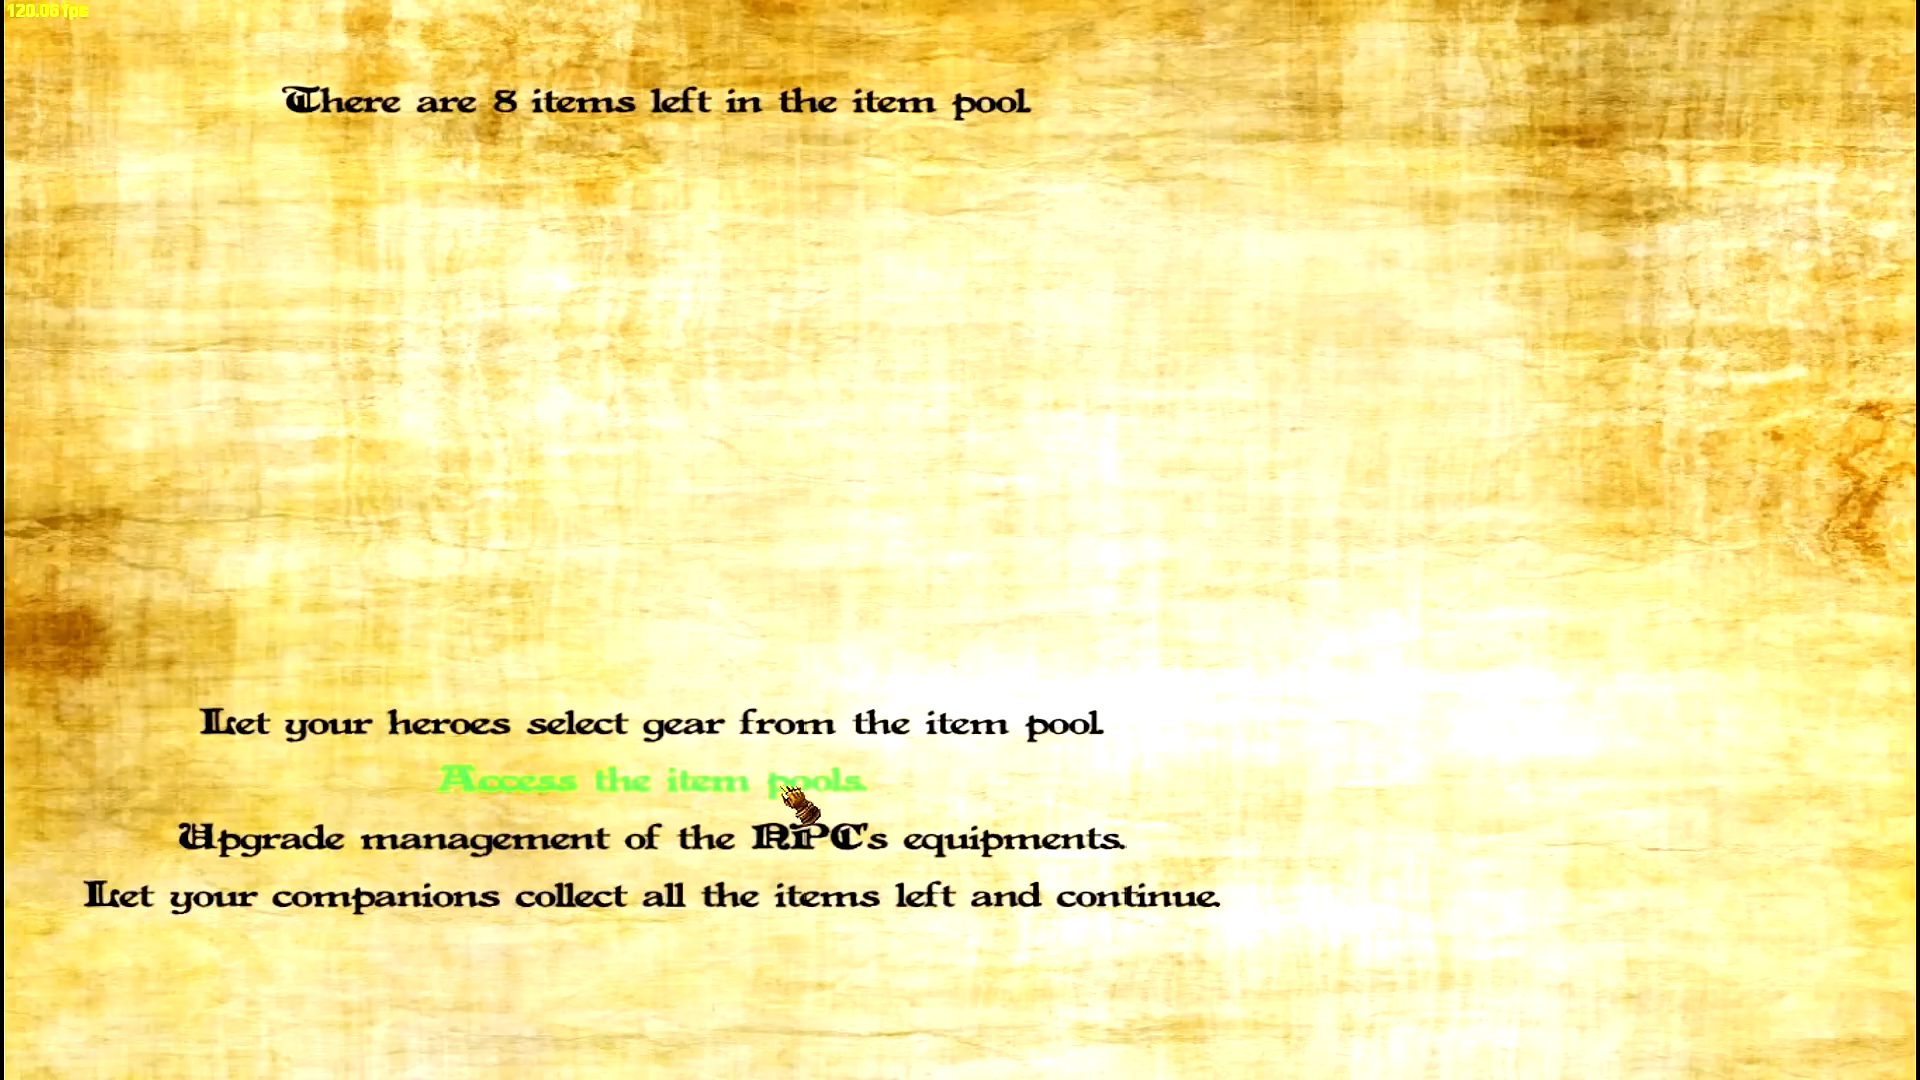 120.06 fps
There are 8 items left in the item pool.
Let your heroes select gear from the item pool.
Access the item pools.
Upgrade management of the NPC's equipments.
Let your companions collect all the items left and continue.